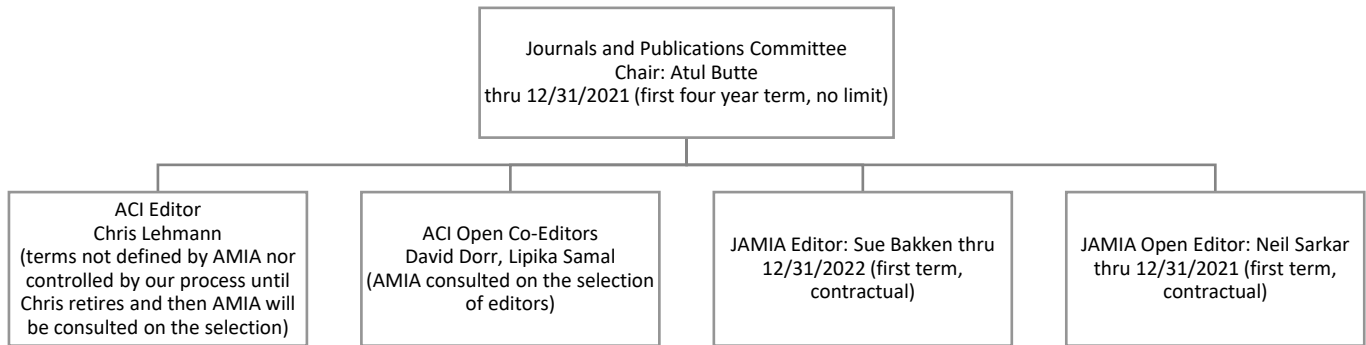 Journals and Publications Committee
Chair: Atul Butte
thru 12/31/2021 (first four year term, no limit)
ACI Editor
Chris Lehmann
(terms not defined by AMIA nor
controlled by our process until
Chris retires and then AMIA will
be consulted on the selection)
ACI Open Co-Editors
David Dorr, Lipika Samal
(AMIA consulted on the selection
of editors)
JAMIA Editor: Sue Bakken thru
12/31/2022 (first term,
contractual)
JAMIA Open Editor: Neil Sarkar
thru 12/31/2021 (first term,
contractual)